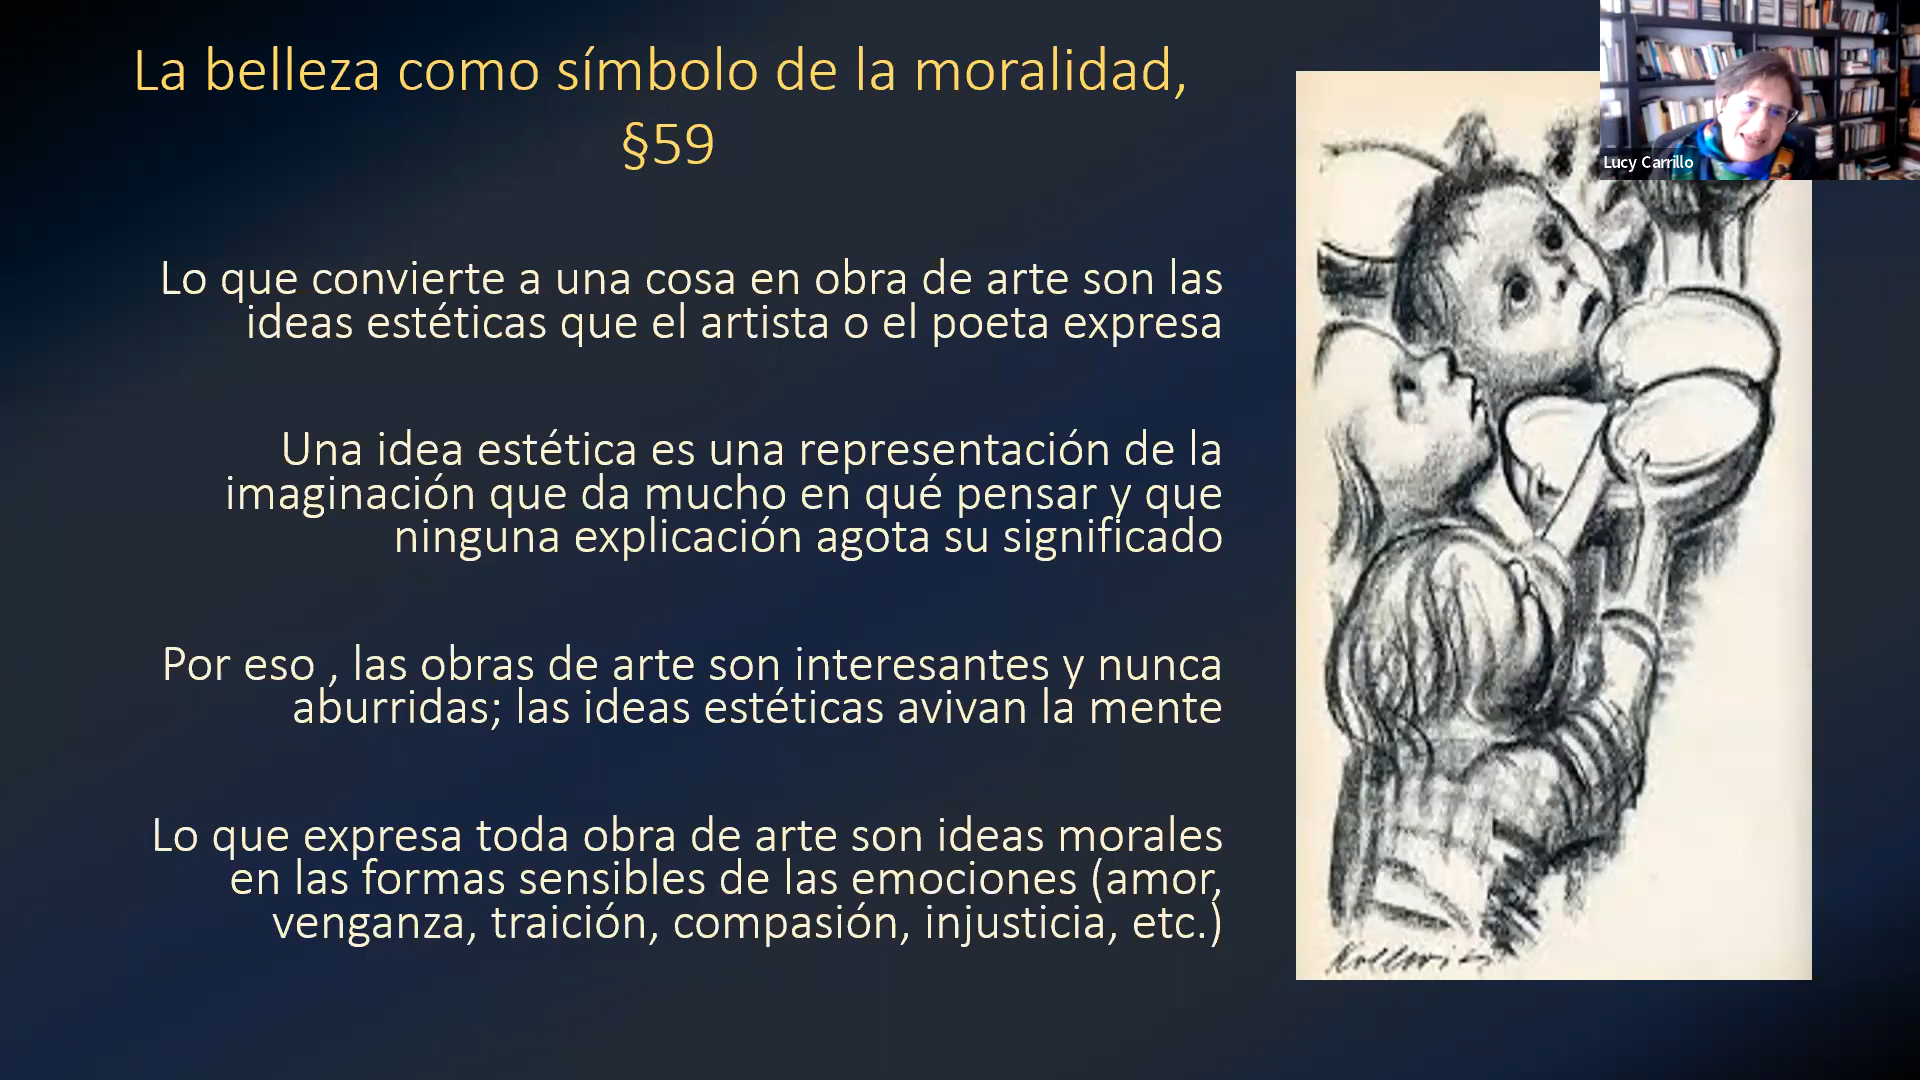 La belleza como símbolo de la moralidad,
§59
Lucy Carrillo
Lo que convierte a una cosa en obra de arte son las
ideas estéticas que el artista o el poeta expresa
Una idea estética es una representación de la
imaginación que da mucho en qué pensar y que
ninguna explicación agota su significado
Por eso , las obras de arte son interesantes y nunca
aburridas; las ideas estéticas avivan la mente
Lo que expresa toda obra de arte son ideas morales
en las formas sensibles de las emociones (amor,
venganza, traición, compasión, injusticia, etc.)
Kollwitz